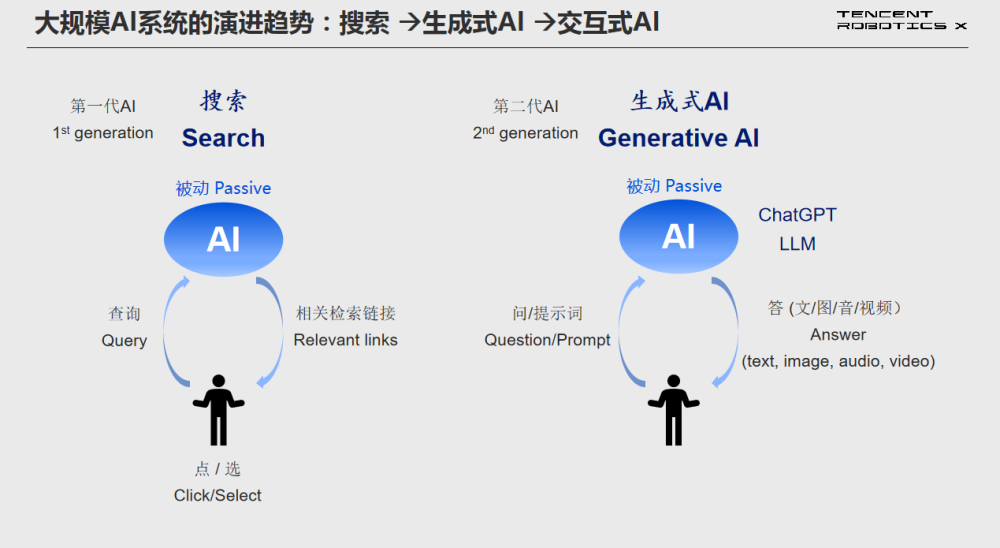 大规模AI系统的演进趋势：搜索 →生成式AI →交互式AI
TENCENT
ROBOTICS X
第一代AI
1st generation
搜索
Search
被动 Passive
AI
查询
Query
相关检索链接
Relevant links
点 / 选
Click/Select
第二代AI
2nd generation
生成式AI
Generative AI
被动 Passive
AI
ChatGPT
LLM
问/提示词
Question/Prompt
答 (文/图/音/视频）
Answer
(text, image, audio, video)